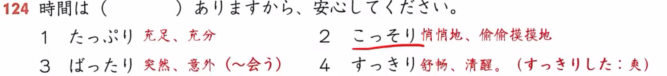 124 時間は（　　　）ありますから、安心してください。
1 たっぷり 充足、充分　2 こっそり 悄悄地、偷偷摸摸地
3 ばったり 突然、意外（〜会う）　4 すっきり 舒畅、清醒。（すっきりした：爽）